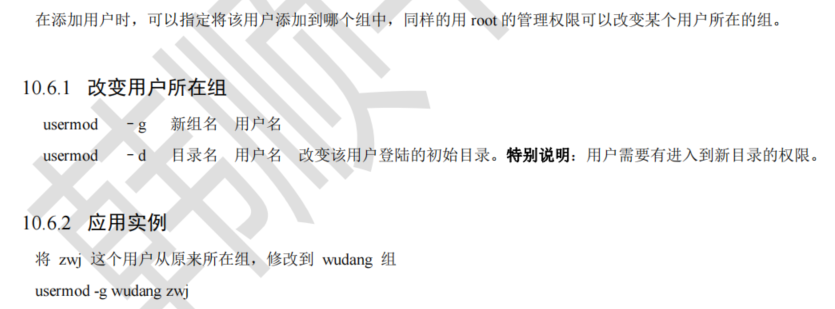 在添加用户时，可以指定将该用户添加到哪个组中，同样的用 root 的管理权限可以改变某个用户所在的组。
10.6.1 改变用户所在组
usermod –g 新组名 用户名
usermod –d 目录名 用户名 改变该用户登陆的初始目录。特别说明：用户需要有进入到新目录的权限。
10.6.2 应用实例
将 zwj 这个用户从原来所在组，修改到 wudang 组
usermod -g wudang zwj
韩顺